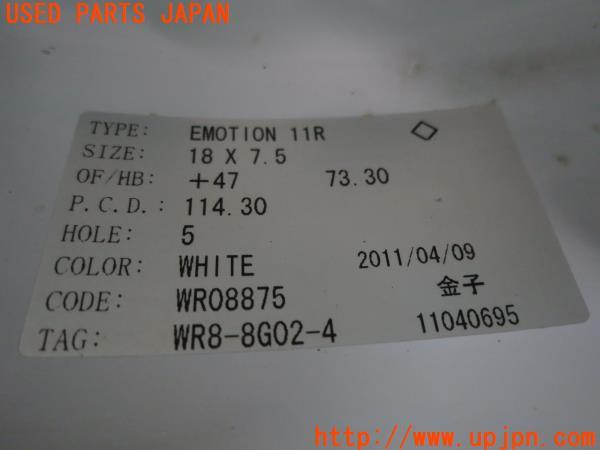 USED PARTS JAPAN
TYPE: EMOTION 11R ◇
SIZE: 18 X 7.5
OF/HB: +47 73.30
P.C.D.: 114.30
HOLE: 5
COLOR: WHITE 2011/04/09
CODE: WR08875 金子
TAG: WR8-8G02-4 11040695
http://www.upjpn.com/